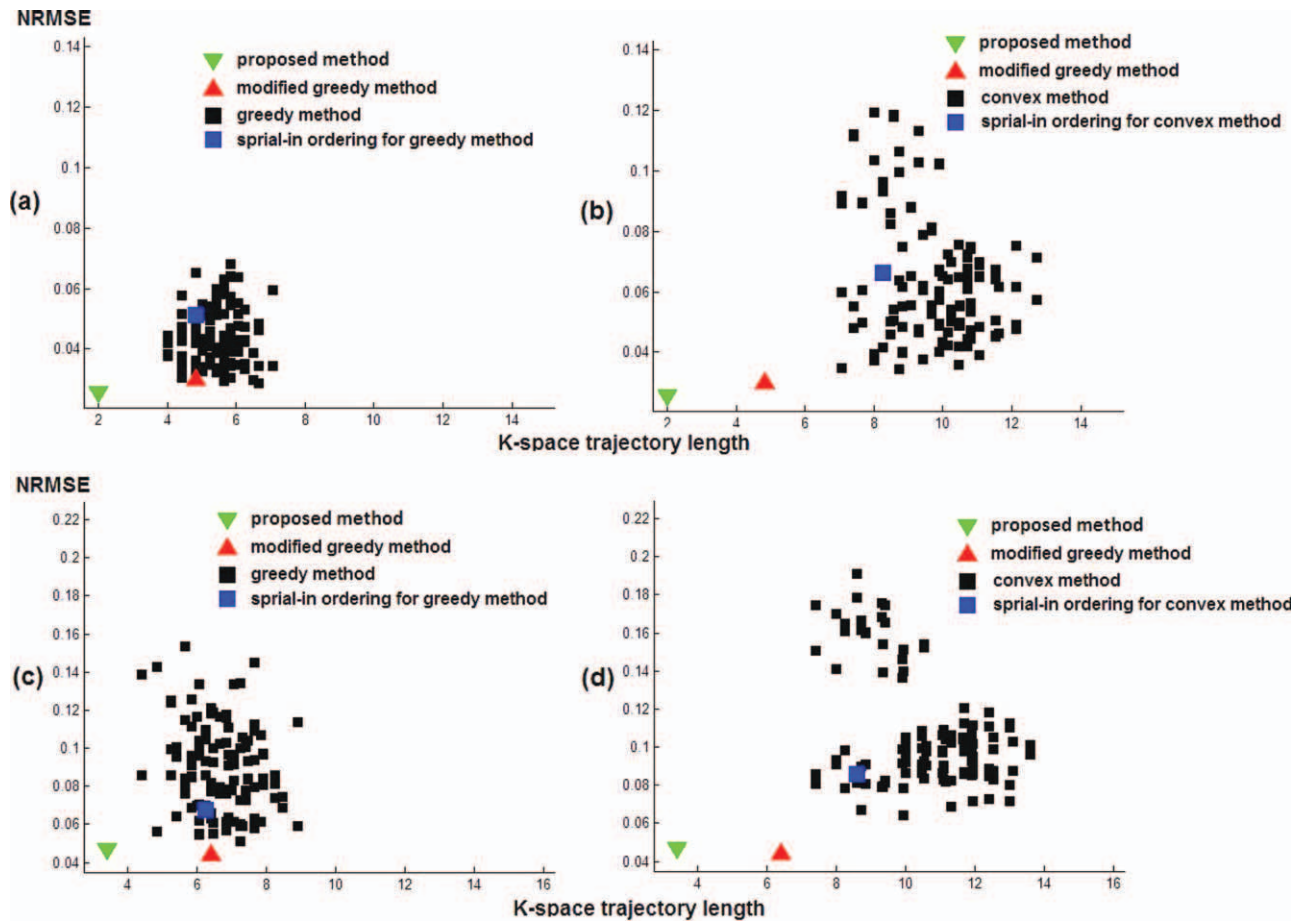 NRMSE
0.14
0.12
0.1
0.08
0.06
0.04
(a)
proposed method
modified greedy method
greedy method
sprial-in ordering for greedy method
2 4 6 8 10 12 14
0.14
0.12
0.1
0.08
0.06
0.04
(b)
proposed method
modified greedy method
convex method
sprial-in ordering for convex method
2 4 6 8 10 12 14
K-space trajectory length
NRMSE
0.22
0.2
0.18
0.16
0.14
0.12
0.1
0.08
0.06
0.04
(c)
proposed method
modified greedy method
greedy method
sprial-in ordering for greedy method
4 6 8 10 12 14 16
0.22
0.2
0.18
0.16
0.14
0.12
0.1
0.08
0.06
0.04
(d)
proposed method
modified greedy method
convex method
sprial-in ordering for convex method
4 6 8 10 12 14 16
K-space trajectory length